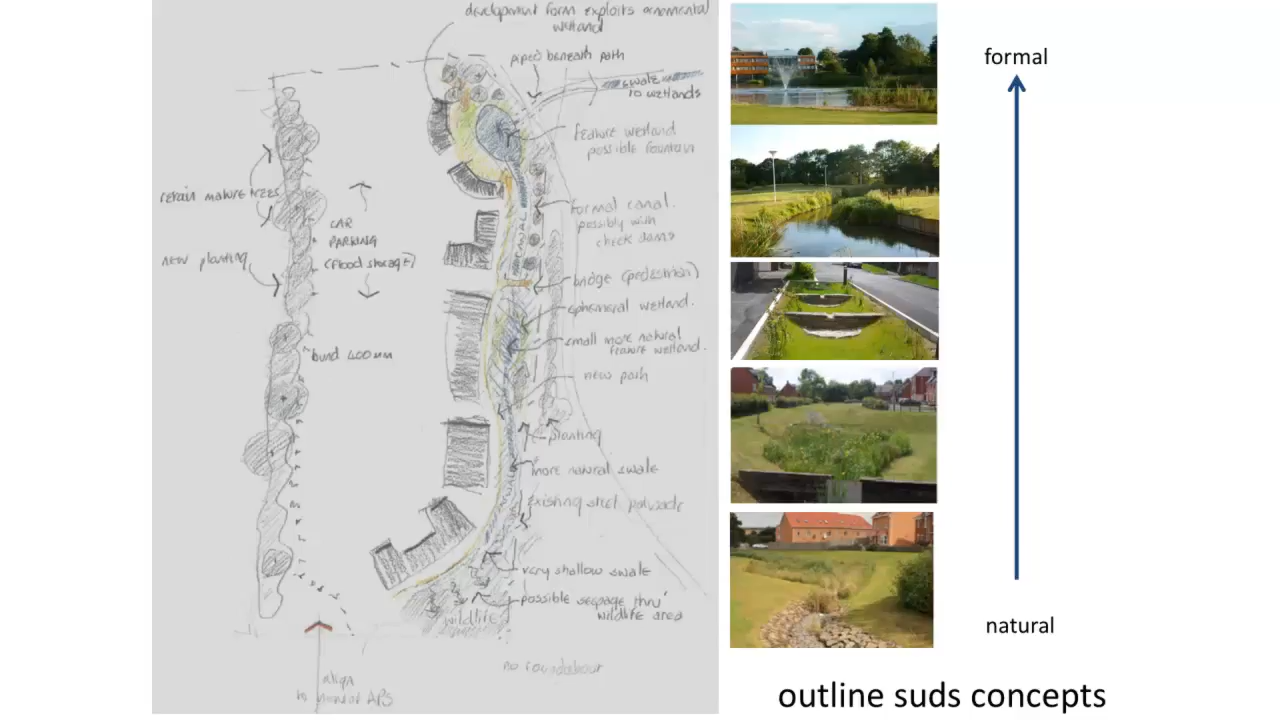 development form exploits ornamental
wetland
piped beneath path
swale
to wetlands
feature wetland
possible fountain
retain mature trees
formal canal.
possibly with
check dams
CAR
PARKING
(flood storage)
new planting
CANAL
bridge (pedestrian)
ephemeral wetland.
small more natural
feature wetland.
bund 400mm
new path
planting
more natural swale
existing steel palisade
very shallow swale
possible seepage thru'
wildlife area
wildlife
no roundabout
align
to
formal
natural
outline suds concepts